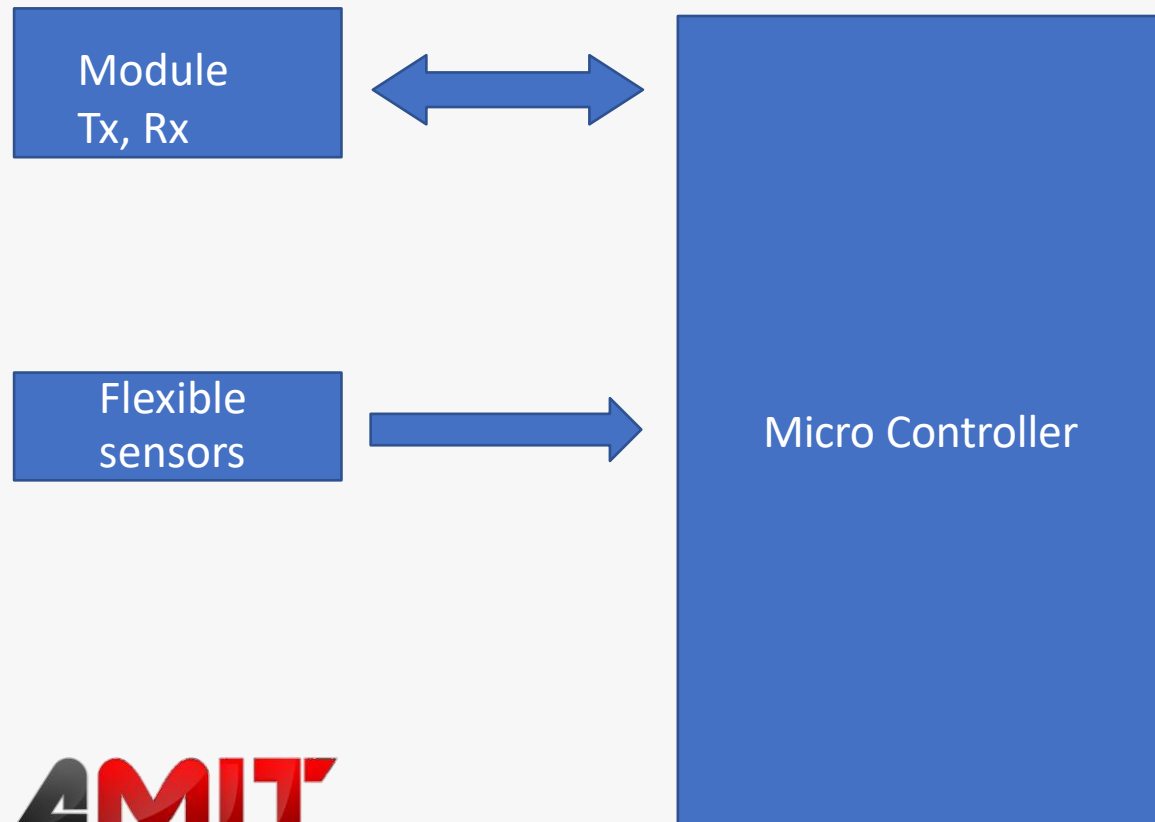 Module
Tx, Rx
Flexible
sensors
Micro Controller
AMIT